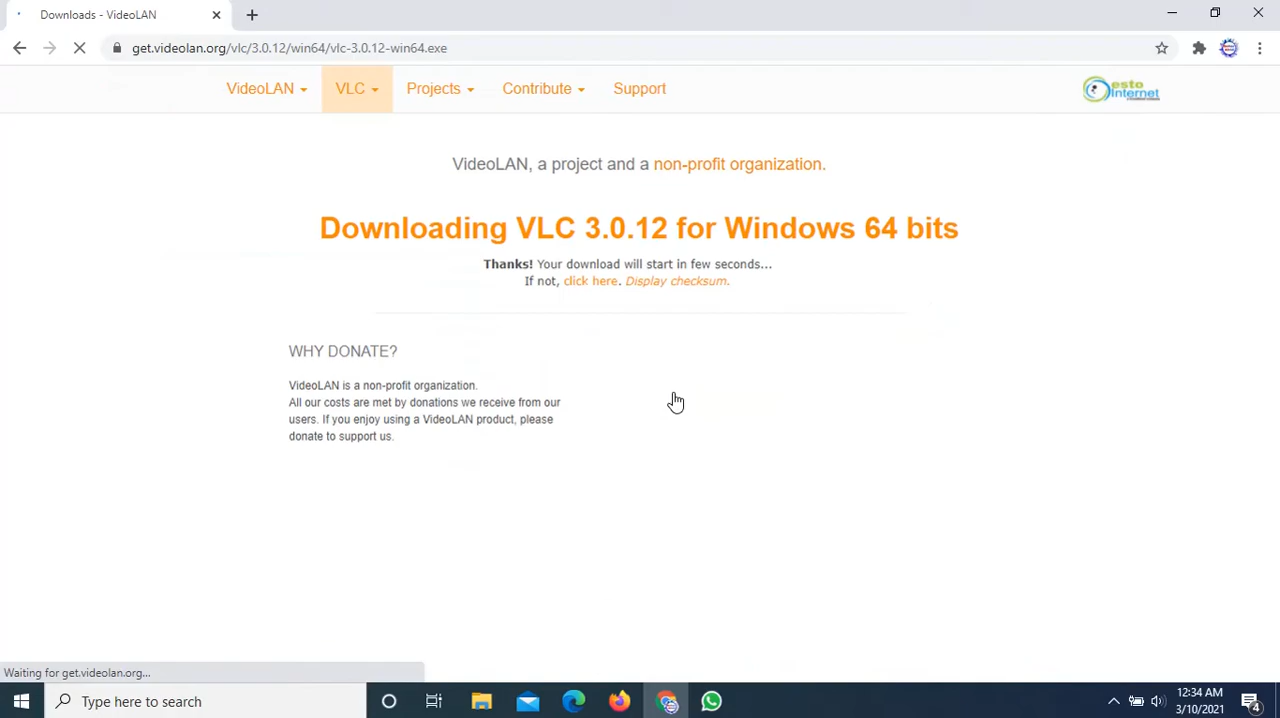 Downloads - VideoLAN
get.videolan.org/vlc/3.0.12/win64/vlc-3.0.12-win64.exe
VideoLAN VLC Projects Contribute Support
esto Internet
VideoLAN, a project and a non-profit organization.
Downloading VLC 3.0.12 for Windows 64 bits
Thanks! Your download will start in few seconds...
If not, click here. Display checksum.
WHY DONATE?
VideoLAN is a non-profit organization.
All our costs are met by donations we receive from our
users. If you enjoy using a VideoLAN product, please
donate to support us.
Waiting for get.videolan.org...
Type here to search
12:34 AM
3/10/2021
4